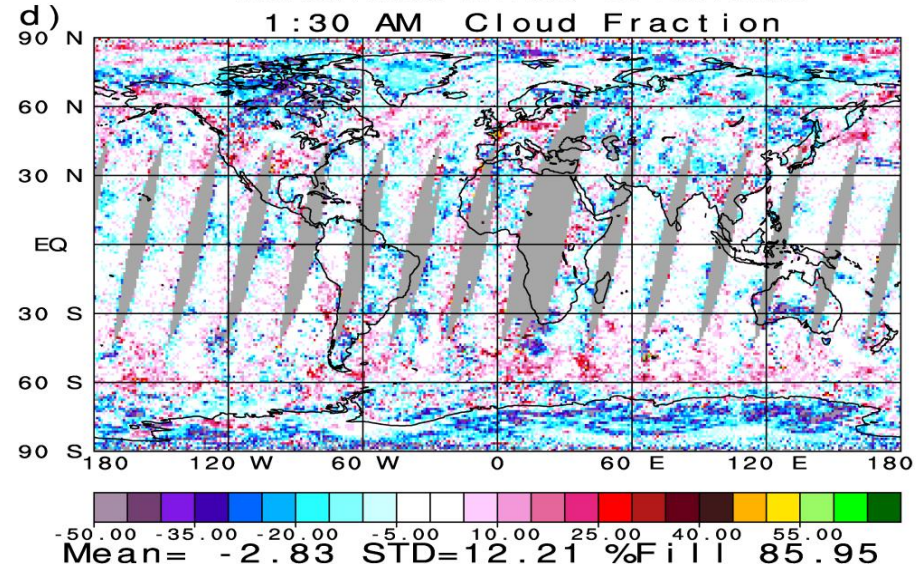 d)
1:30 AM Cloud Fraction
90 N
60 N
30 N
EQ
30 S
60 S
90 S
180 120 W 60 W 0 60 E 120 E 180
-50.00 -35.00 -20.00 -5.00 10.00 25.00 40.00 55.00
Mean= -2.83 STD=12.21 %Fill 85.95